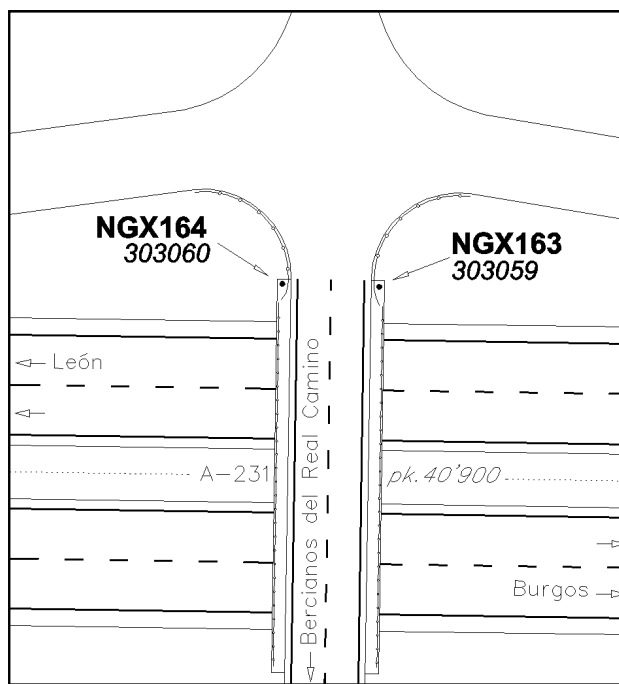 NGX164
303060
NGX163
303059
León
Bercianos del Real Camino
A-231
pk.40'900
Burgos